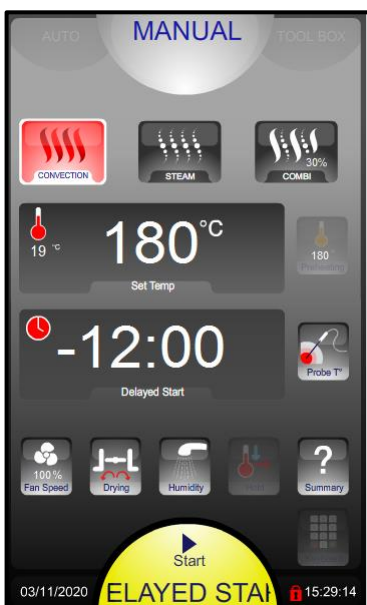 AUTO
MANUAL
TOOL BOX
CONVECTION
STEAM
30%
COMBI
19 °C
180°C
180
Preheating
Set Temp
-12:00
Delayed Start
Probe T°
100%
Fan Speed
Drying
Humidity
?
Summary
Start
03/11/2020
ELAYED STA
15:29:14